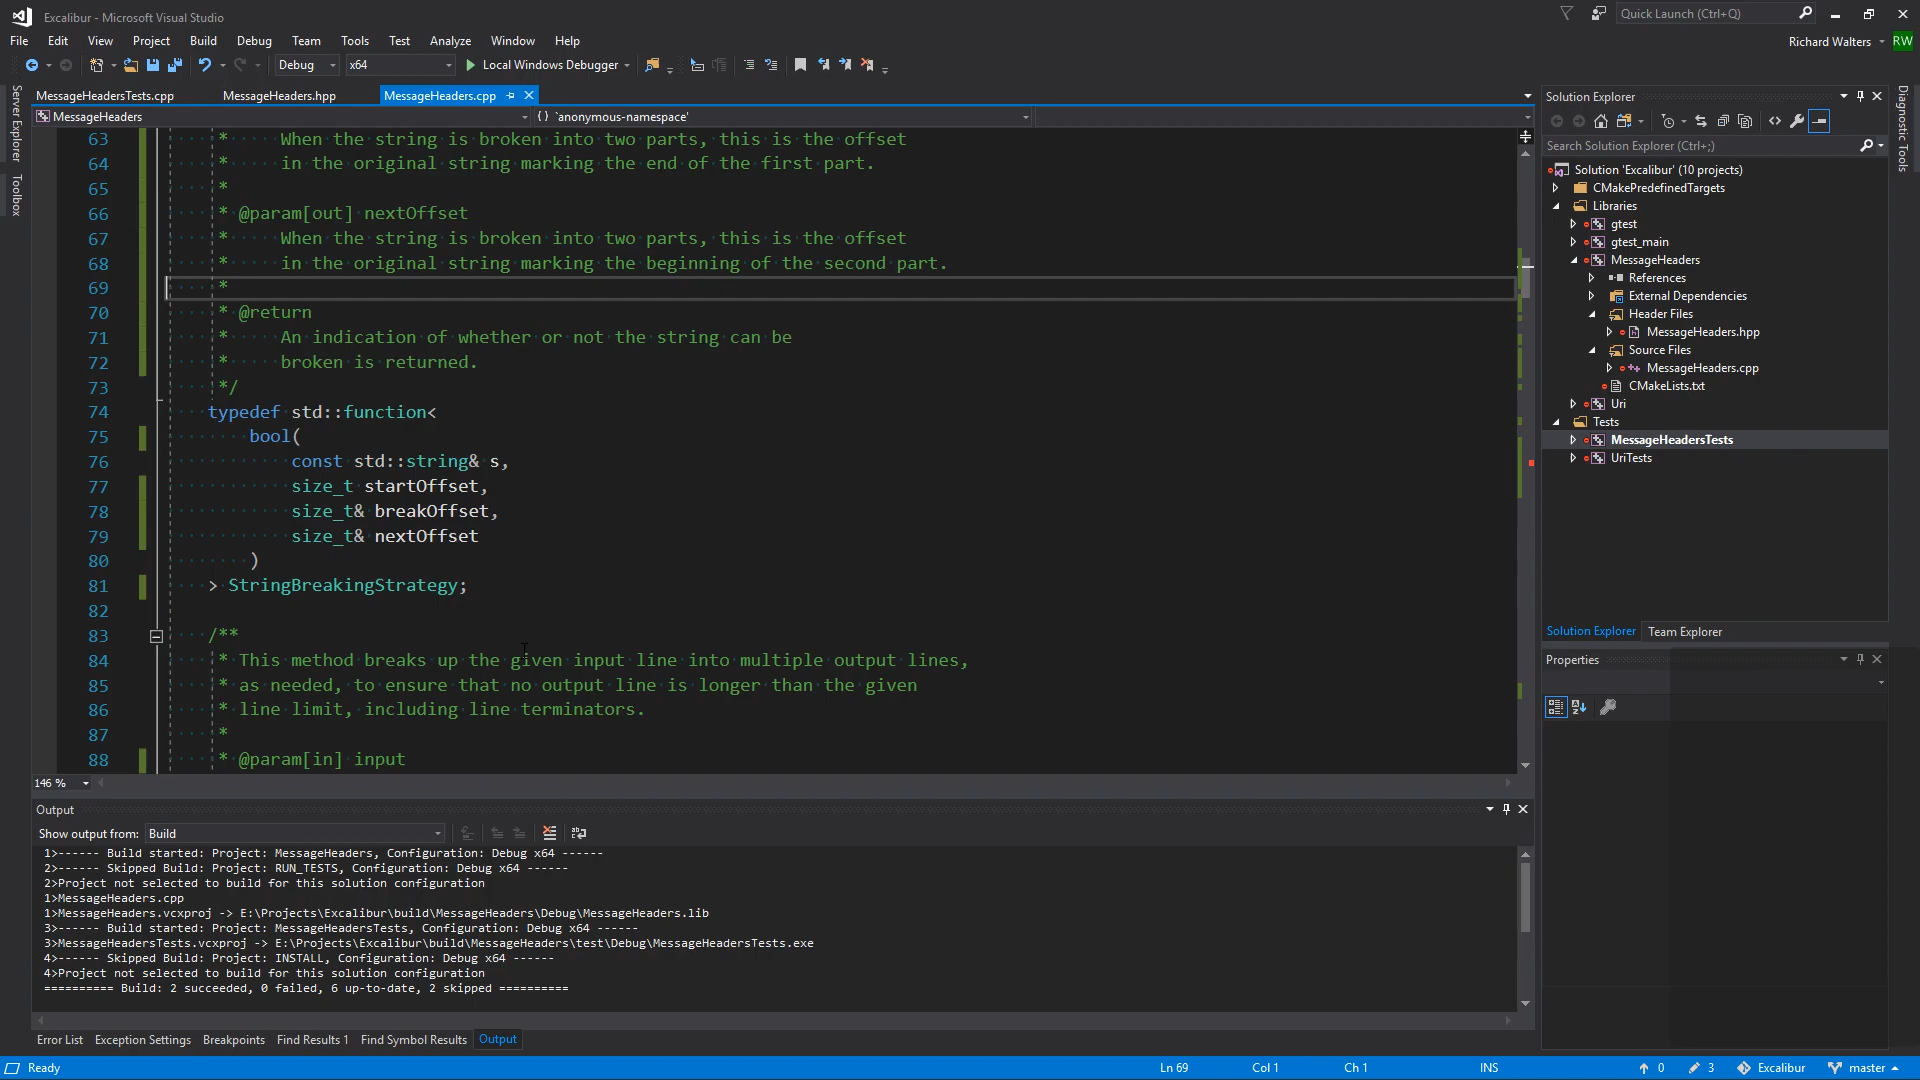 Excalibur - Microsoft Visual Studio
Quick Launch (Ctrl+Q)
File Edit View Project Build Debug Team Tools Test Analyze Window Help
Richard Walters RW
Debug x64 Local Windows Debugger
Server Explorer
Toolbox
MessageHeadersTests.cpp MessageHeaders.hpp MessageHeaders.cpp
MessageHeaders {} `anonymous-namespace'
63 * When the string is broken into two parts, this is the offset
64 * in the original string marking the end of the first part.
65 *
66 * @param[out] nextOffset
67 * When the string is broken into two parts, this is the offset
68 * in the original string marking the beginning of the second part.
69 *
70 * @return
71 * An indication of whether or not the string can be
72 * broken is returned.
73 */
74 typedef std::function<
75 bool(
76 const std::string& s,
77 size_t startOffset,
78 size_t& breakOffset,
79 size_t& nextOffset
80 )
81 > StringBreakingStrategy;
82
83 /**
84 * This method breaks up the given input line into multiple output lines,
85 * as needed, to ensure that no output line is longer than the given
86 * line limit, including line terminators.
87 *
88 * @param[in] input
146 %
Output
Show output from: Build
1>------ Build started: Project: MessageHeaders, Configuration: Debug x64 ------
2>------ Skipped Build: Project: RUN_TESTS, Configuration: Debug x64 ------
2>Project not selected to build for this solution configuration
1>MessageHeaders.cpp
1>MessageHeaders.vcxproj -> E:\Projects\Excalibur\build\MessageHeaders\Debug\MessageHeaders.lib
3>------ Build started: Project: MessageHeadersTests, Configuration: Debug x64 ------
3>MessageHeadersTests.vcxproj -> E:\Projects\Excalibur\build\MessageHeaders\test\Debug\MessageHeadersTests.exe
4>------ Skipped Build: Project: INSTALL, Configuration: Debug x64 ------
4>Project not selected to build for this solution configuration
========== Build: 2 succeeded, 0 failed, 6 up-to-date, 2 skipped ==========
Error List Exception Settings Breakpoints Find Results 1 Find Symbol Results Output
Solution Explorer
Search Solution Explorer (Ctrl+;)
Solution 'Excalibur' (10 projects)
CMakePredefinedTargets
Libraries
gtest
gtest_main
MessageHeaders
References
External Dependencies
Header Files
MessageHeaders.hpp
Source Files
MessageHeaders.cpp
CMakeLists.txt
Uri
Tests
MessageHeadersTests
UriTests
Solution Explorer Team Explorer
Properties
Diagnostic Tools
Ready Ln 69 Col 1 Ch 1 INS 0 3 Excalibur master